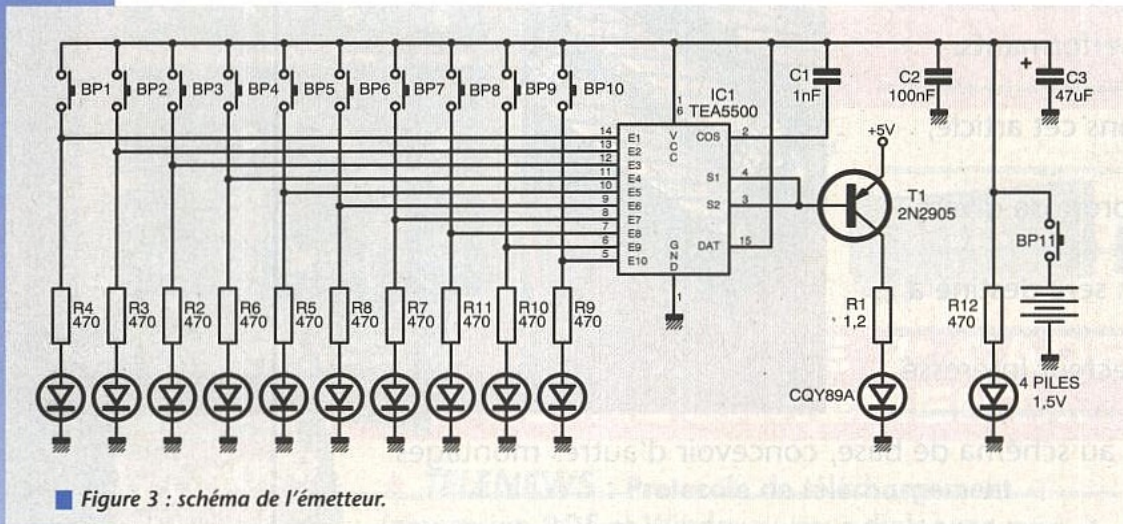 BP1 BP2 BP3 BP4 BP5 BP6 BP7 BP8 BP9 BP10
IC1
TEA5500
1
6
VCC
14 E1
13 E2
12 E3
11 E4
10 E5
9 E6
8 E7
7 E8
6 E9
5 E10
COS 2
S1 4
S2 3
DAT 15
GND
1
C1
1nF
C2
100nF
+
C3
47uF
+5V
T1
2N2905
BP11
R4
470
R3
470
R2
470
R6
470
R5
470
R8
470
R7
470
R11
470
R10
470
R9
470
R1
1,2
R12
470
CQY89A
4 PILES
1,5V
Figure 3 : schéma de l'émetteur.